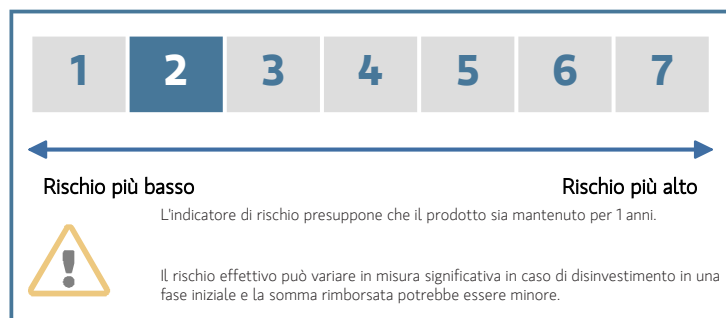 1 2 3 4 5 6 7
Rischio più basso Rischio più alto
L'indicatore di rischio presuppone che il prodotto sia mantenuto per 1 anni.
Il rischio effettivo può variare in misura significativa in caso di disinvestimento in una
fase iniziale e la somma rimborsata potrebbe essere minore.